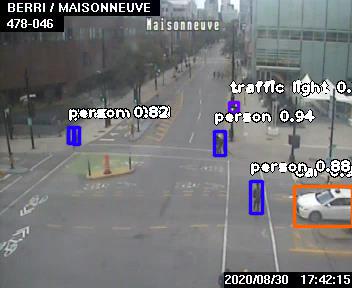 BERRI / MAISONNEUVE
478-046
Maisonneuve
traffic light 0.
person 0.82
person 0.94
person 0.88
2020/08/30 17:42:15